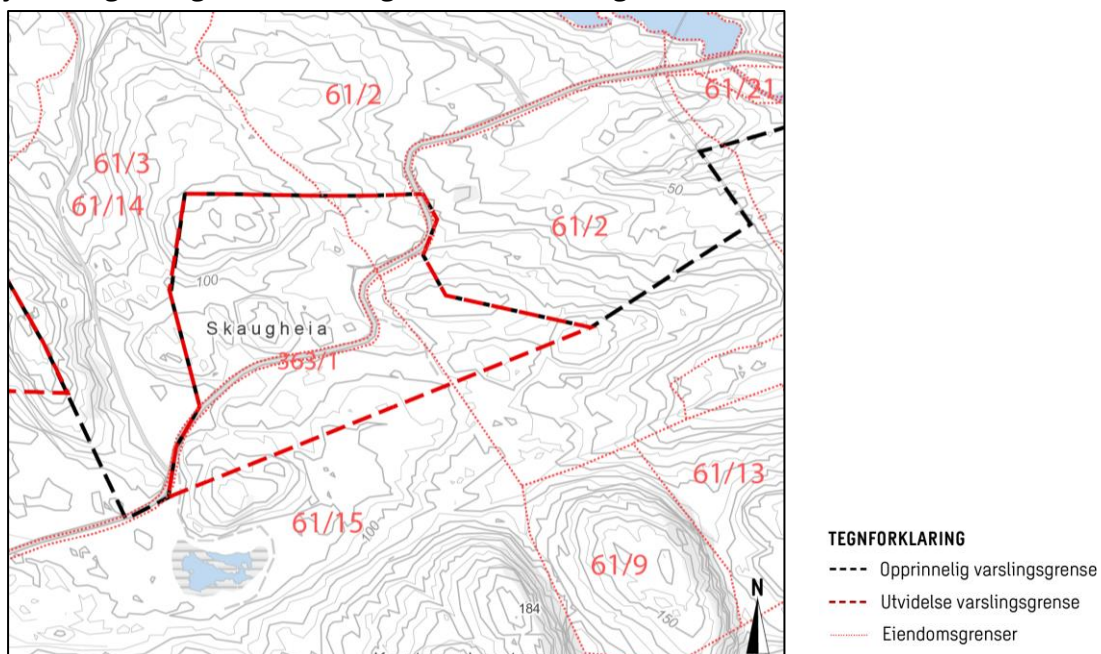 61/2
61/21
61/3
61/14
50
61/2
100
Skaugheia
363/1
61/13
61/15
100
61/9
184
150
N
TEGNFORKLARING
Opprinnelig varslingsgrense
Utvidelse varslingsgrense
Eiendomsgrenser